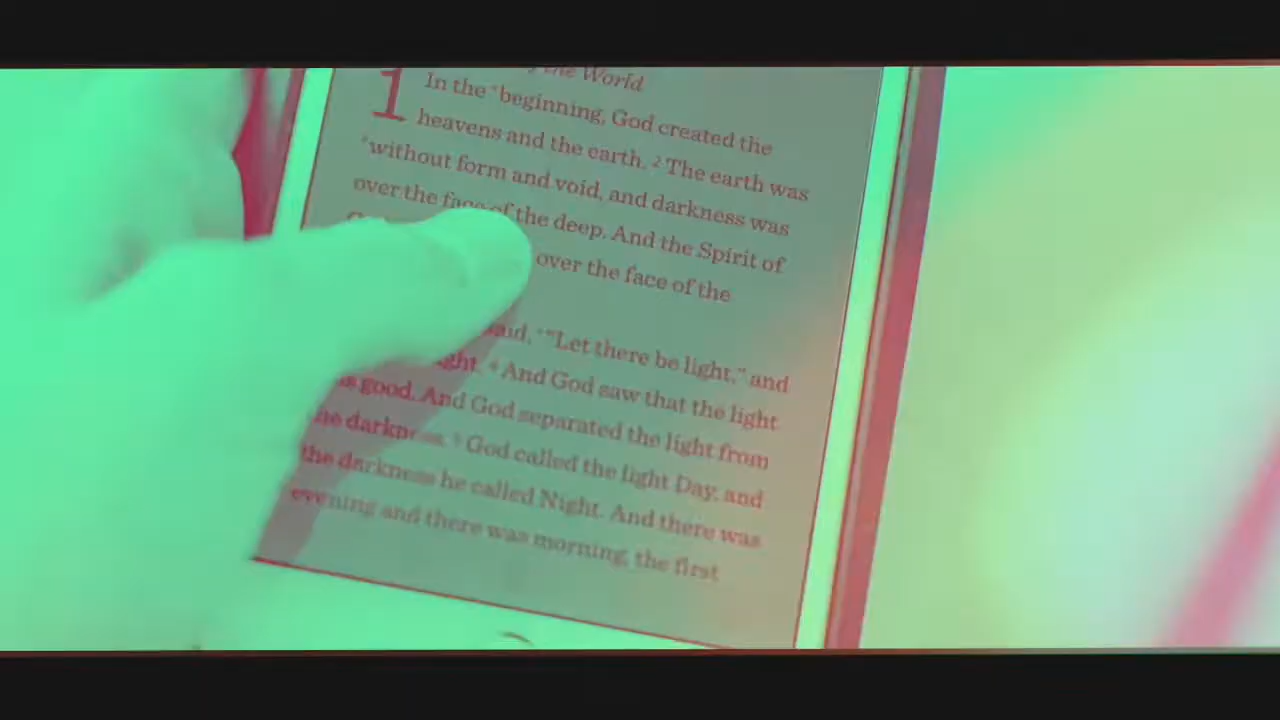 the World
1 In the "beginning, God created the
heavens and the earth. 2 The earth was
without form and void, and darkness was
over the face of the deep. And the Spirit of
over the face of the
said, "Let there be light," and
light. 4 And God saw that the light
good. And God separated the light from
the darkness. 5 God called the light Day, and
the darkness he called Night. And there was
evening and there was morning, the first